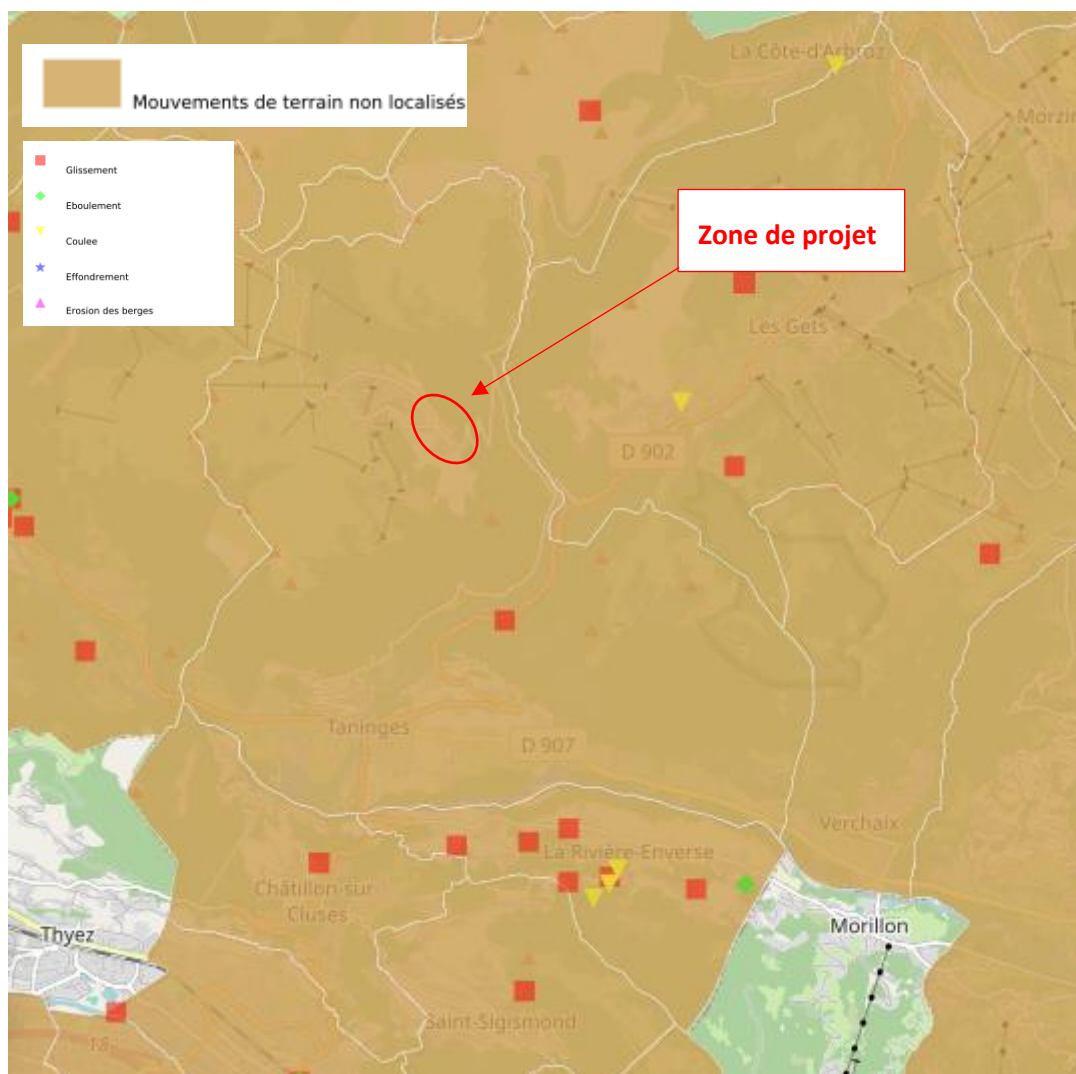 La Côte-d'Arbroz
Mouvements de terrain non localisés
Morzin
Glissement
Eboulement
Coulee
Effondrement
Erosion des berges
Zone de projet
Les Gets
D 902
Taninges
D 907
Verchaix
La Rivière-Enverse
Châtillon-sur-
Cluses
Thyez
Morillon
Saint-Sigismond